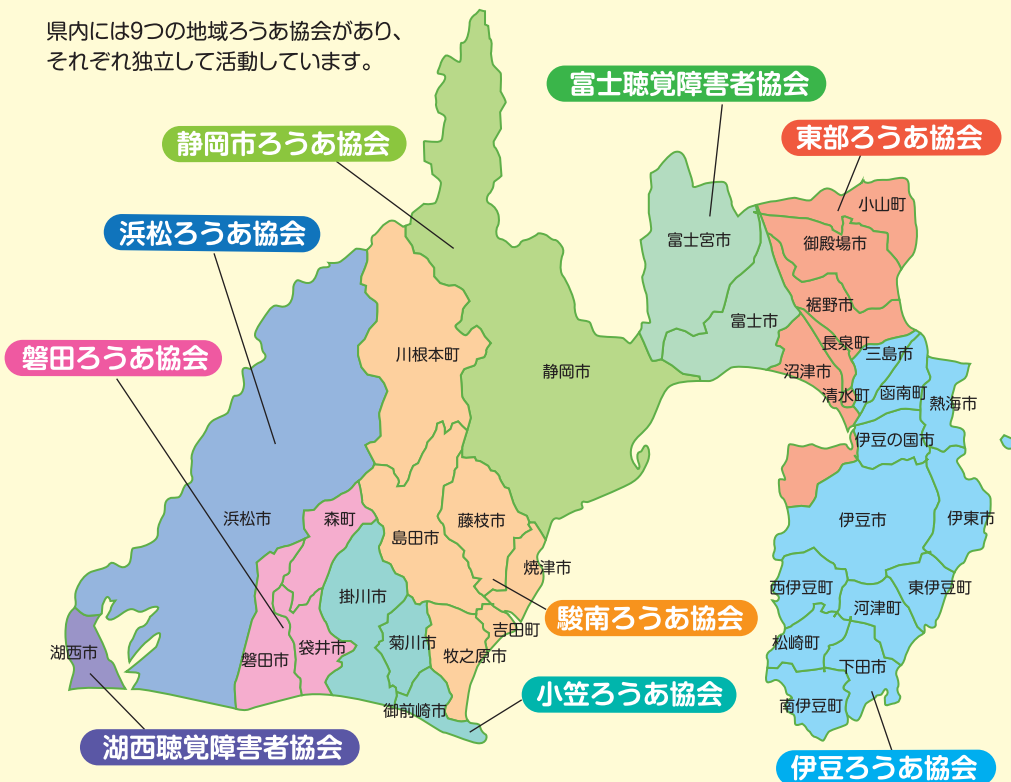 県内には9つの地域ろうあ協会があり、
それぞれ独立して活動しています。
富士聴覚障害者協会
静岡市ろうあ協会
東部ろうあ協会
浜松ろうあ協会
磐田ろうあ協会
小山町
御殿場市
富士宮市
裾野市
富士市
長泉町
三島市
川根本町
静岡市
沼津市
清水町
函南町
熱海市
伊豆の国市
浜松市
森町
島田市
藤枝市
伊豆市
伊東市
焼津市
掛川市
西伊豆町
東伊豆町
河津町
駿南ろうあ協会
吉田町
菊川市
松崎町
湖西市
磐田市
袋井市
牧之原市
下田市
小笠ろうあ協会
御前崎市
南伊豆町
湖西聴覚障害者協会
伊豆ろうあ協会